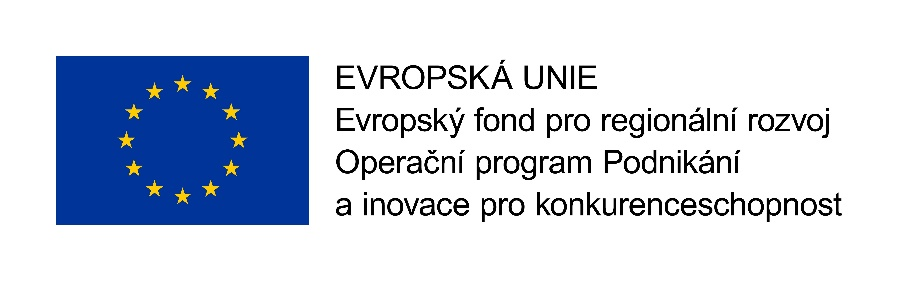 EVROPSKÁ UNIE
Evropský fond pro regionální rozvoj
Operační program Podnikání
a inovace pro konkurenceschopnost